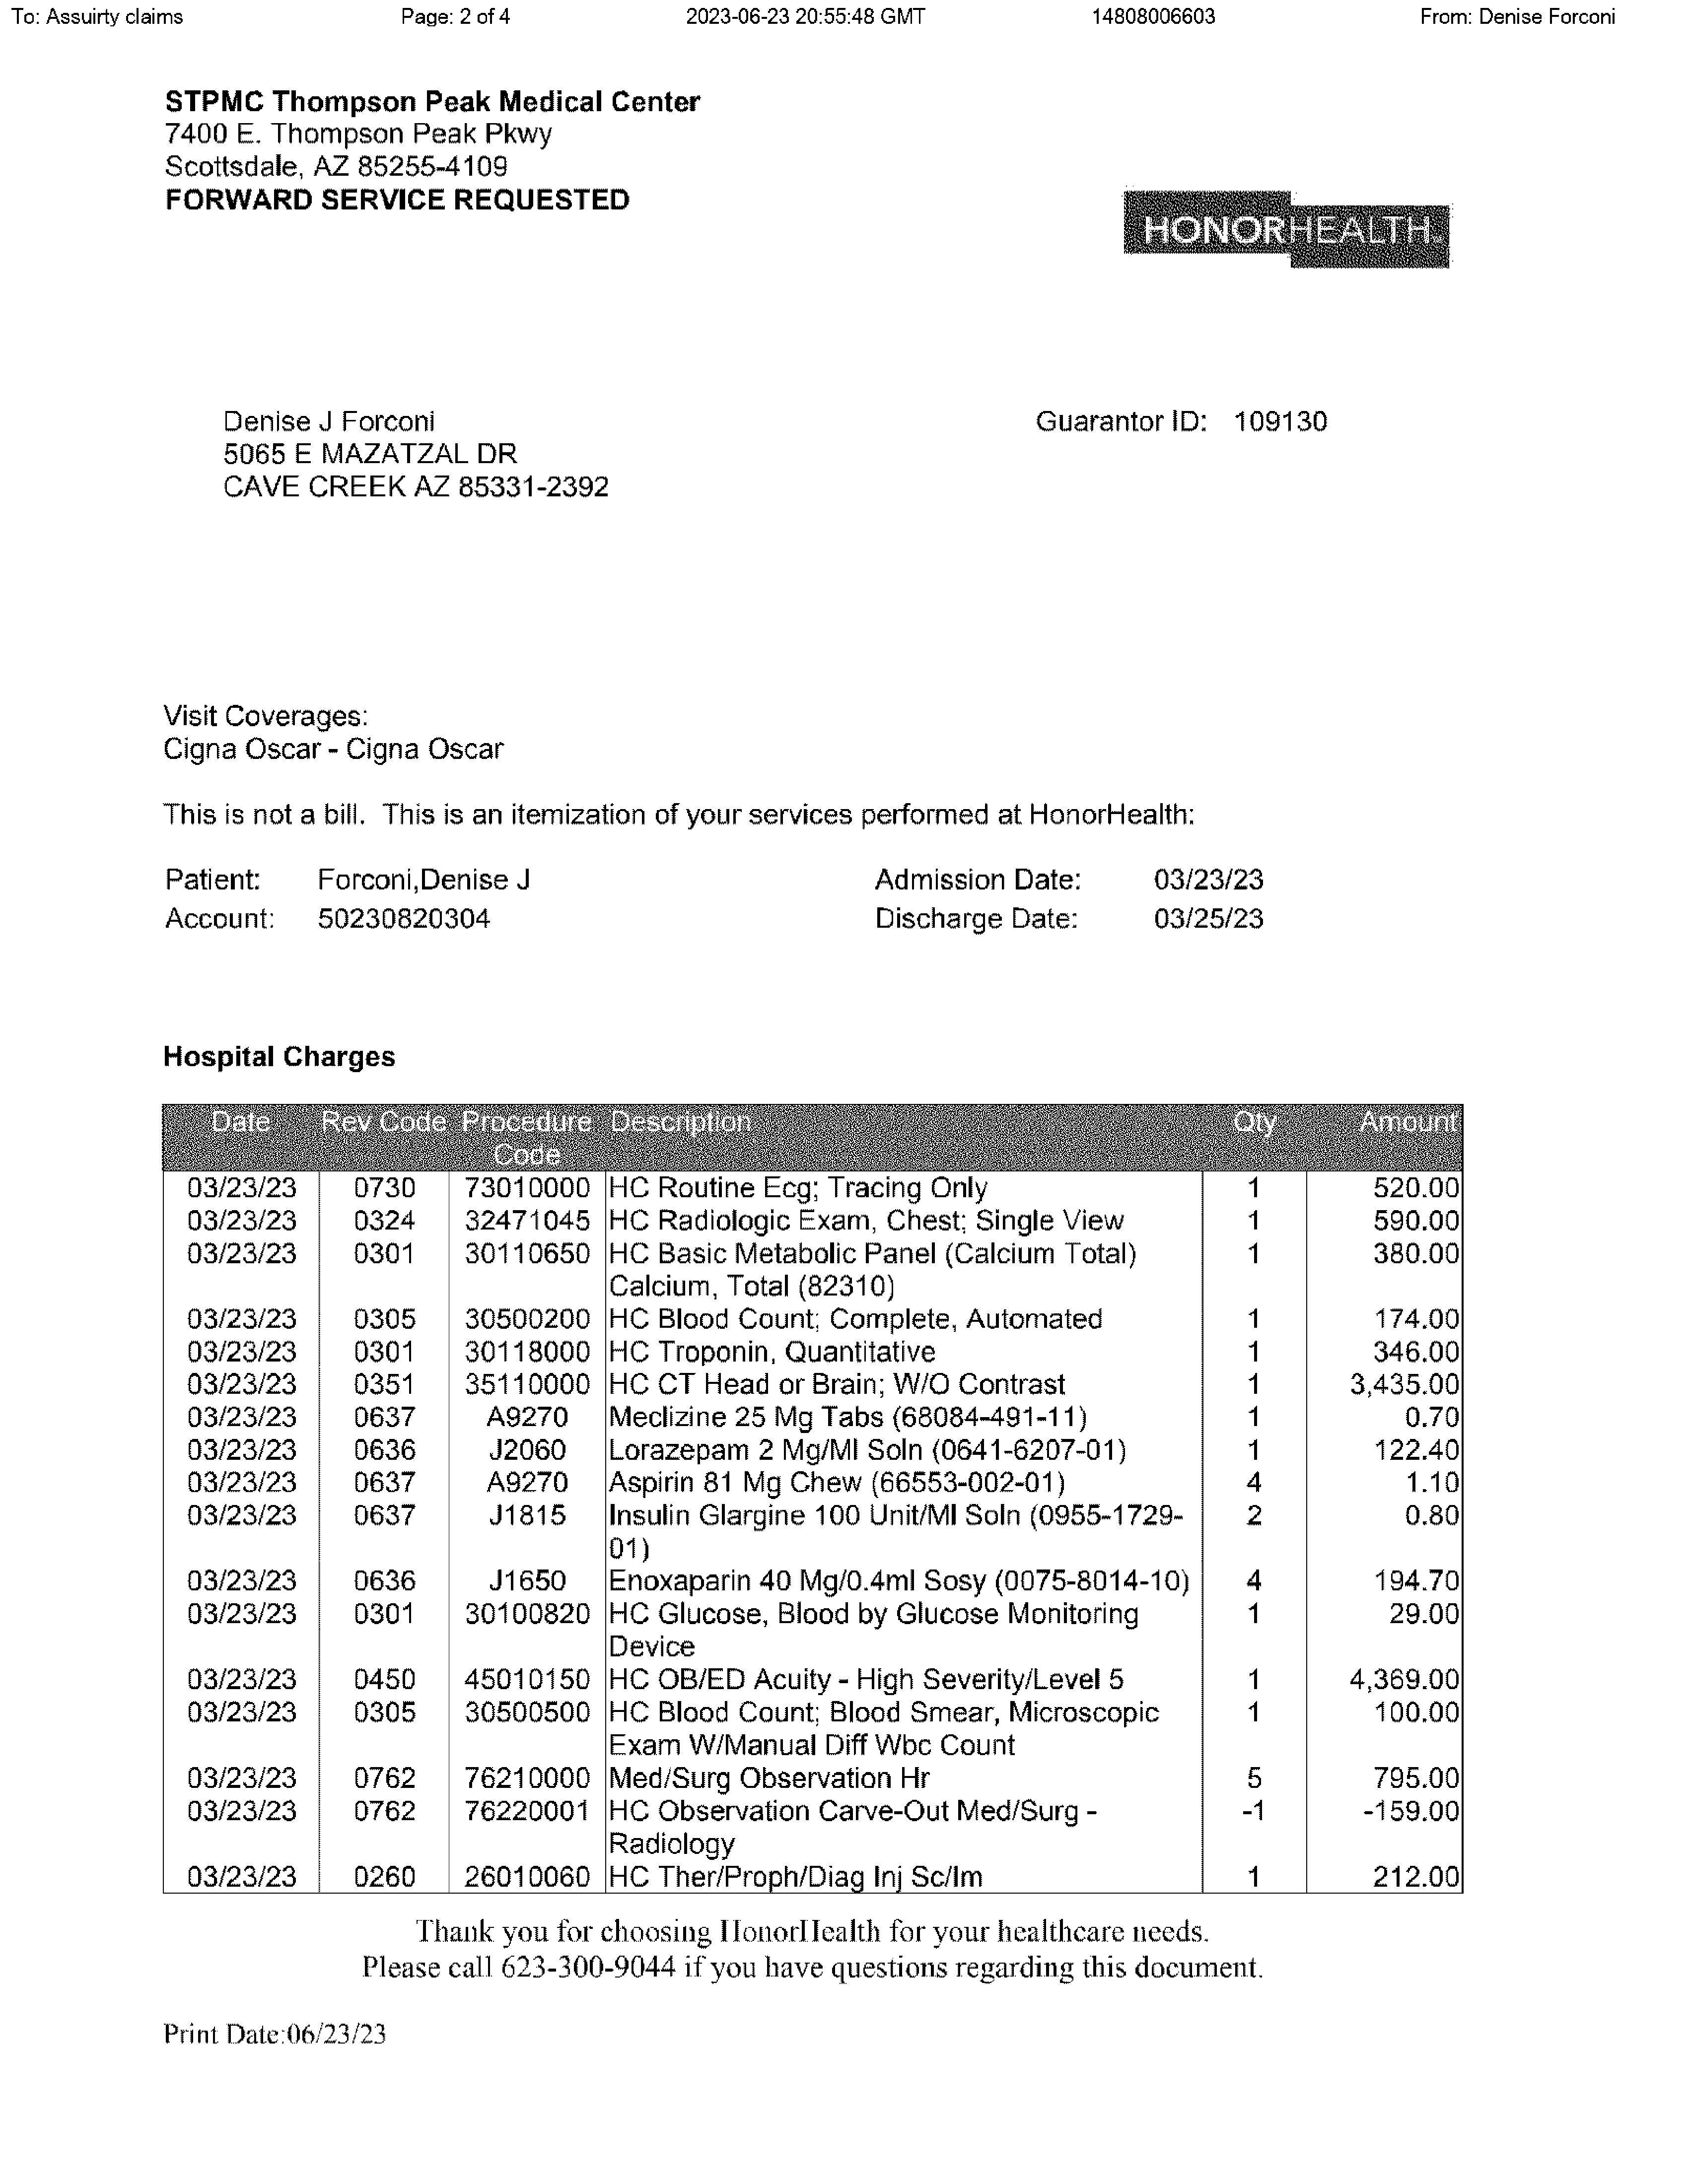 To: Assuirty claims Page: 2 of 4 2023-06-23 20:55:48 GMT 14808006603 From: Denise Forconi
STPMC Thompson Peak Medical Center
7400 E. Thompson Peak Pkwy
Scottsdale, AZ 85255-4109
FORWARD SERVICE REQUESTED
HONORHEALTH
Denise J Forconi Guarantor ID: 109130
5065 E MAZATZAL DR
CAVE CREEK AZ 85331-2392
Visit Coverages:
Cigna Oscar - Cigna Oscar
This is not a bill. This is an itemization of your services performed at HonorHealth:
Patient: Forconi,Denise J Admission Date: 03/23/23
Account: 50230820304 Discharge Date: 03/25/23
Hospital Charges
Date Rev Code Procedure Description Qty Amount
Code
03/23/23 0730 73010000 HC Routine Ecg; Tracing Only 1 520.00
03/23/23 0324 32471045 HC Radiologic Exam, Chest; Single View 1 590.00
03/23/23 0301 30110650 HC Basic Metabolic Panel (Calcium Total) 1 380.00
Calcium, Total (82310)
03/23/23 0305 30500200 HC Blood Count; Complete, Automated 1 174.00
03/23/23 0301 30118000 HC Troponin, Quantitative 1 346.00
03/23/23 0351 35110000 HC CT Head or Brain; W/O Contrast 1 3,435.00
03/23/23 0637 A9270 Meclizine 25 Mg Tabs (68084-491-11) 1 0.70
03/23/23 0636 J2060 Lorazepam 2 Mg/Ml Soln (0641-6207-01) 1 122.40
03/23/23 0637 A9270 Aspirin 81 Mg Chew (66553-002-01) 4 1.10
03/23/23 0637 J1815 Insulin Glargine 100 Unit/Ml Soln (0955-1729- 2 0.80
01)
03/23/23 0636 J1650 Enoxaparin 40 Mg/0.4ml Sosy (0075-8014-10) 4 194.70
03/23/23 0301 30100820 HC Glucose, Blood by Glucose Monitoring 1 29.00
Device
03/23/23 0450 45010150 HC OB/ED Acuity - High Severity/Level 5 1 4,369.00
03/23/23 0305 30500500 HC Blood Count; Blood Smear, Microscopic 1 100.00
Exam W/Manual Diff Wbc Count
03/23/23 0762 76210000 Med/Surg Observation Hr 5 795.00
03/23/23 0762 76220001 HC Observation Carve-Out Med/Surg - -1 -159.00
Radiology
03/23/23 0260 26010060 HC Ther/Proph/Diag Inj Sc/Im 1 212.00
Thank you for choosing HonorHealth for your healthcare needs.
Please call 623-300-9044 if you have questions regarding this document.
Print Date:06/23/23